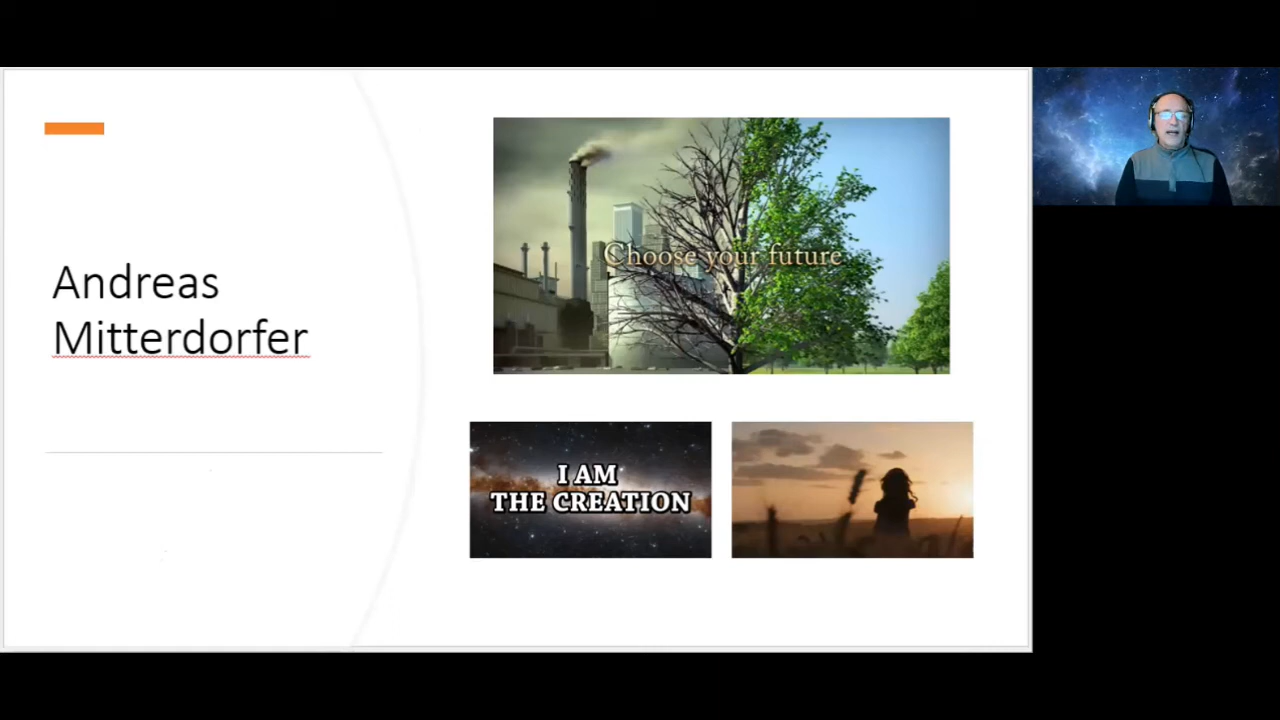 Andreas
Mitterdorfer
Choose your future
I AM
THE CREATION